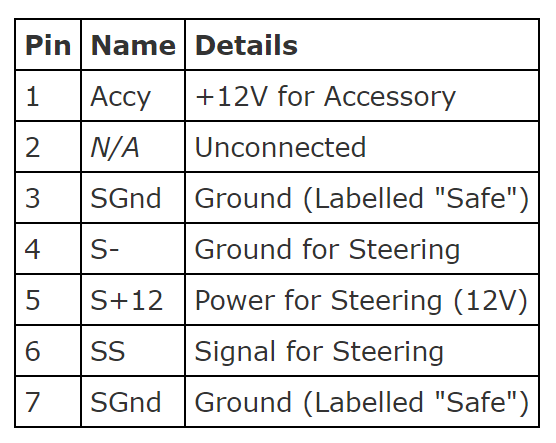 Pin Name Details
1 Accy +12V for Accessory
2 N/A Unconnected
3 SGnd Ground (Labelled "Safe")
4 S- Ground for Steering
5 S+12 Power for Steering (12V)
6 SS Signal for Steering
7 SGnd Ground (Labelled "Safe")